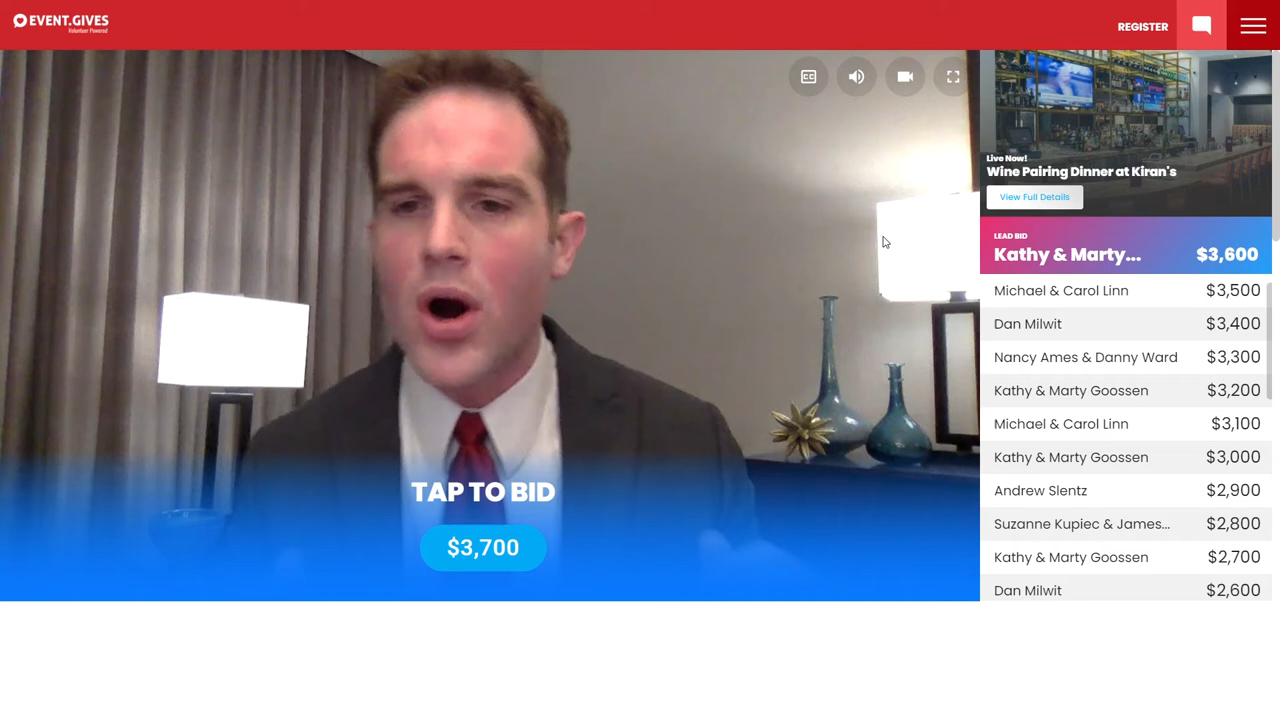 EVENT.GIVES
Volunteer Powered
REGISTER
CC
Live Now!
Wine Pairing Dinner at Kiran's
View Full Details
LEAD BID
Kathy & Marty... $3,600
Michael & Carol Linn $3,500
Dan Milwit $3,400
Nancy Ames & Danny Ward $3,300
Kathy & Marty Goossen $3,200
Michael & Carol Linn $3,100
Kathy & Marty Goossen $3,000
Andrew Slentz $2,900
Suzanne Kupiec & James... $2,800
Kathy & Marty Goossen $2,700
Dan Milwit $2,600
TAP TO BID
$3,700